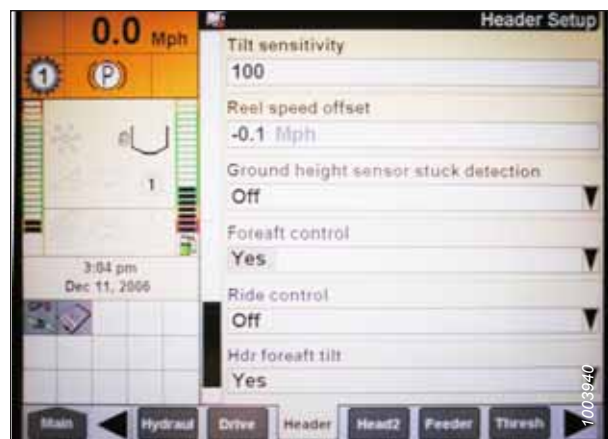 0.0 Mph
Header Setup
Tilt sensitivity
100
1
P
Reel speed offset
-0.1 Mph
Ground height sensor stuck detection
Off
1
Foreaft control
Yes
3:04 pm
Dec 11, 2006
Ride control
Off
Hdr foreaft tilt
Yes
1003940
Main
Hydraul
Drive
Header
Head2
Feeder
Thresh